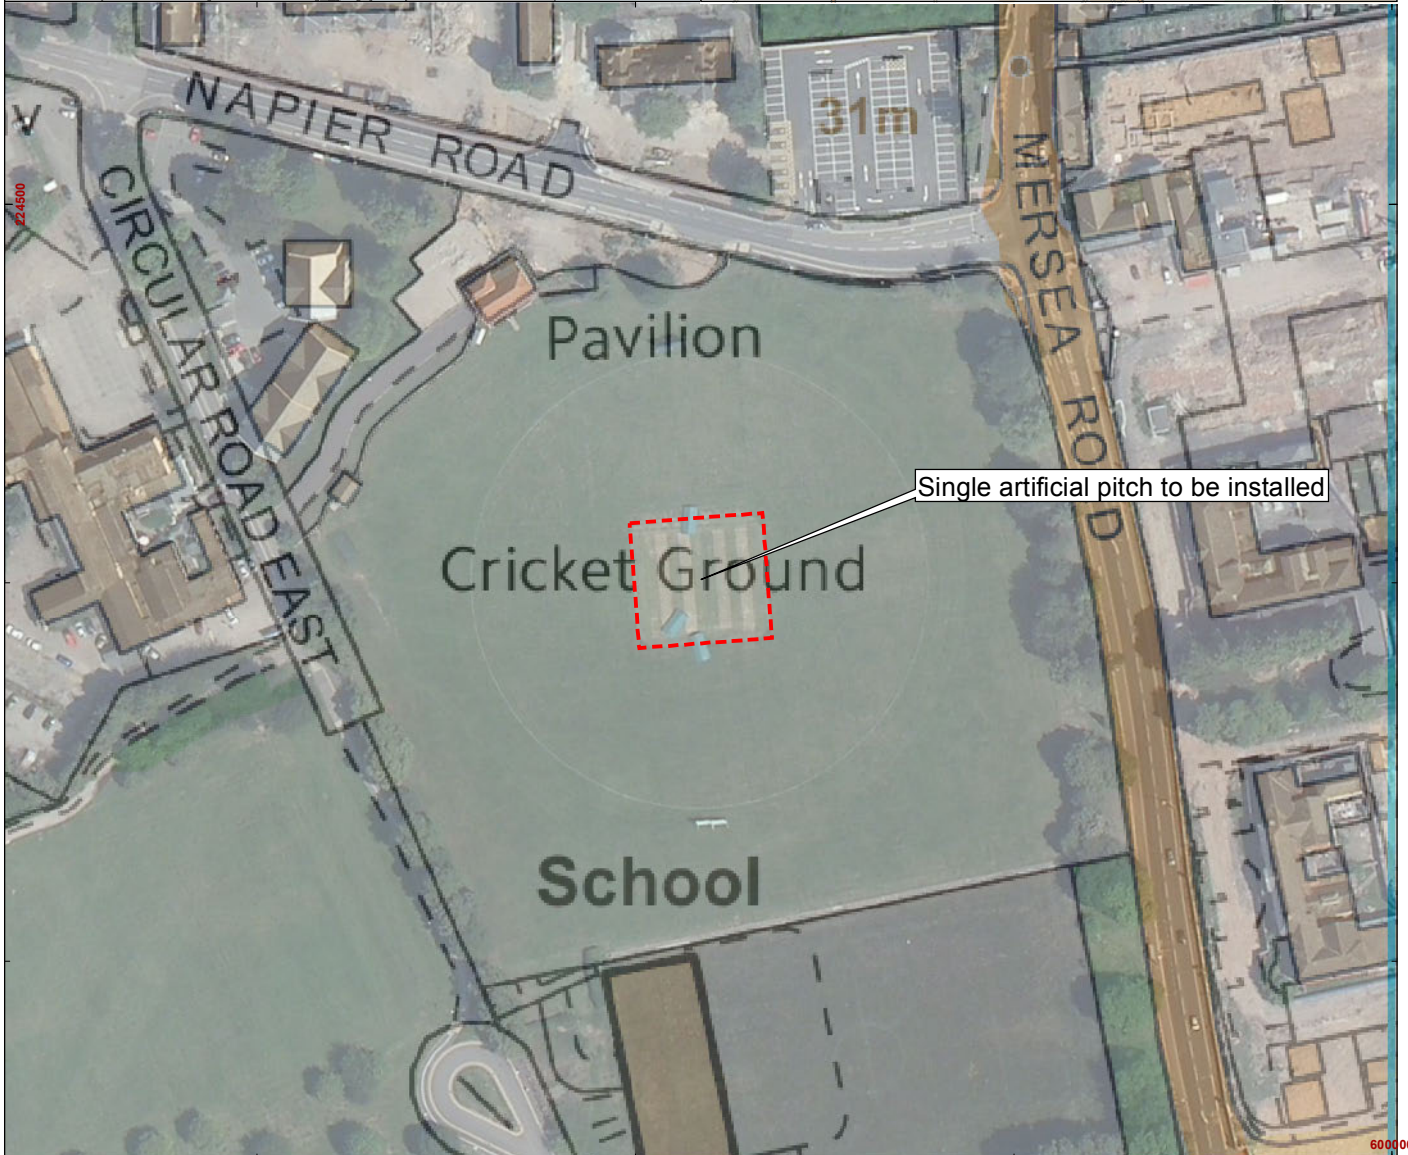 NAPIER ROAD
31m
MERSEA ROAD
224500
CIRCULAR ROAD EAST
Pavilion
Single artificial pitch to be installed
Cricket Ground
School